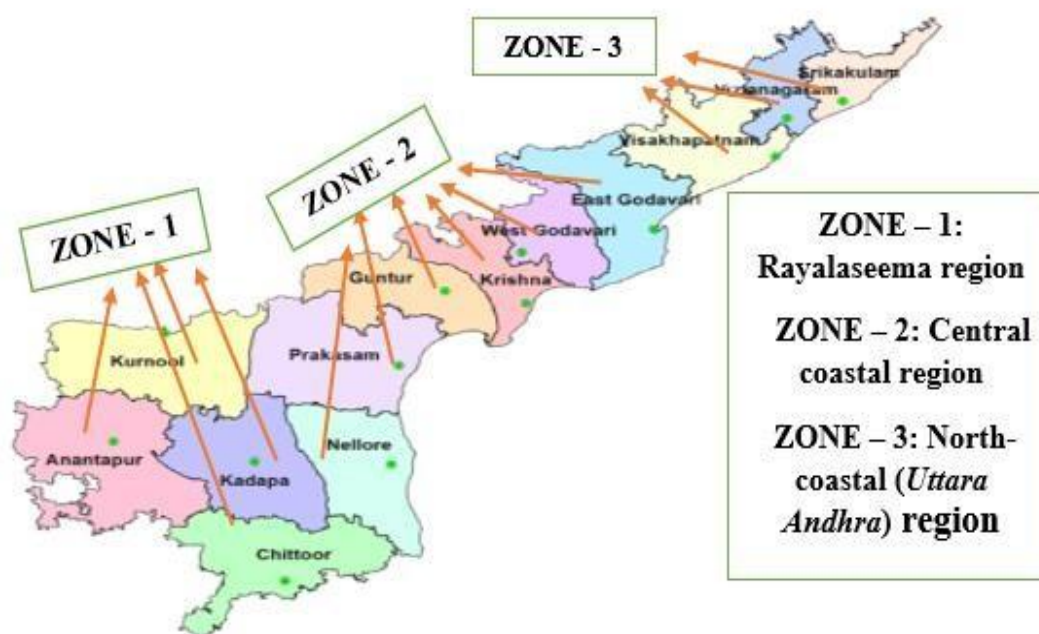 ZONE - 3
Srikakulam
Vizianagaram
Visakhapatnam
ZONE - 2
East Godavari
ZONE - 1
West Godavari
Guntur
Krishna
Kurnool
Prakasam
Anantapur
Kadapa
Nellore
Chittoor
ZONE – 1:
Rayalaseema region
ZONE – 2: Central
coastal region
ZONE – 3: North-
coastal (Uttara
Andhra) region